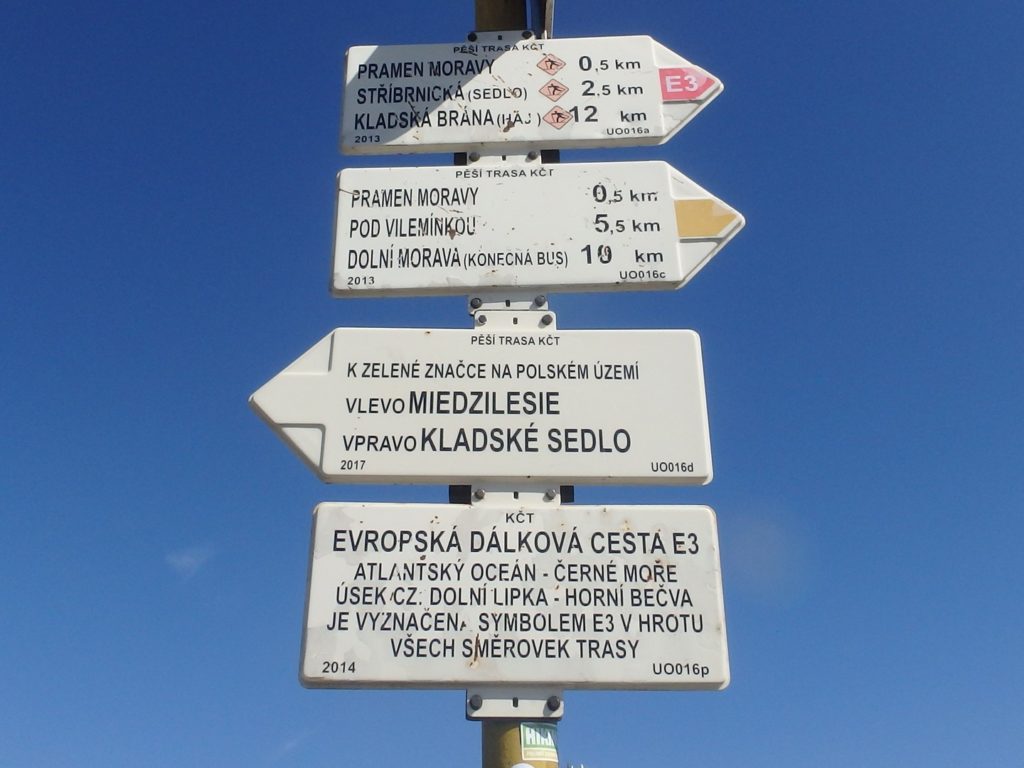 PĚŠÍ TRASA KČT
PRAMEN MORAVY 0,5 km
STŘÍBRNICKÁ (SEDLO) 2,5 km
E3
KLADSKÁ BRÁNA (HÁJ.) 12 km
2013 UO016a
PĚŠÍ TRASA KČT
PRAMEN MORAVY 0,5 km
POD VILEMÍNKOU 5,5 km
DOLNÍ MORAVA (KONEČNÁ BUS) 10 km
2013 UO016c
PĚŠÍ TRASA KČT
K ZELENÉ ZNAČCE NA POLSKÉM ÚZEMÍ
VLEVO MIEDZILESIE
VPRAVO KLADSKÉ SEDLO
2017 UO016d
KČT
EVROPSKÁ DÁLKOVÁ CESTA E3
ATLANTSKÝ OCEÁN - ČERNÉ MOŘE
ÚSEK CZ: DOLNÍ LIPKA - HORNÍ BEČVA
JE VYZNAČENA SYMBOLEM E3 V HROTU
VŠECH SMĚROVEK TRASY
2014 UO016p